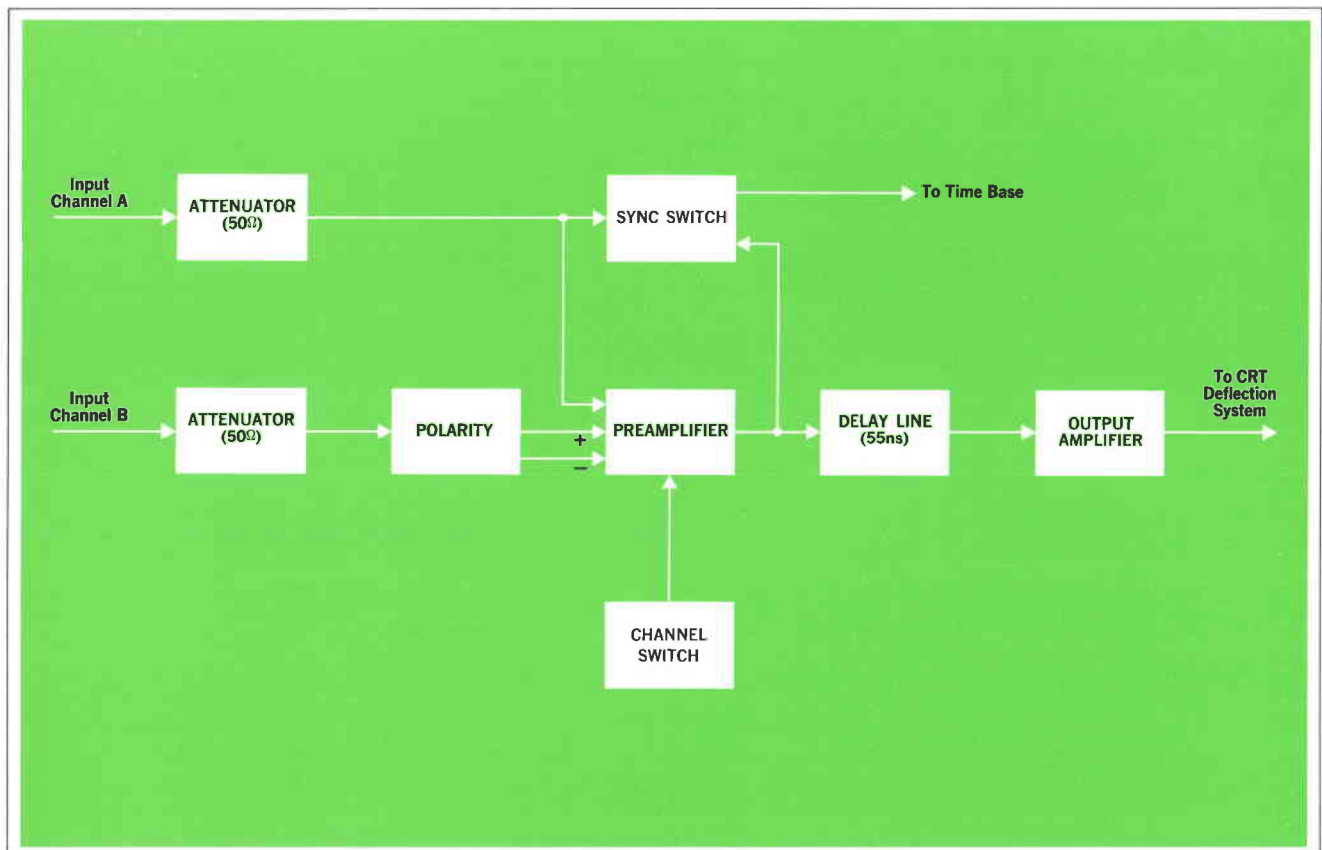 Input
Channel A
ATTENUATOR
(50Ω)
SYNC SWITCH
To Time Base
Input
Channel B
ATTENUATOR
(50Ω)
POLARITY
+
−
PREAMPLIFIER
DELAY LINE
(55ns)
OUTPUT
AMPLIFIER
To CRT
Deflection
System
CHANNEL
SWITCH